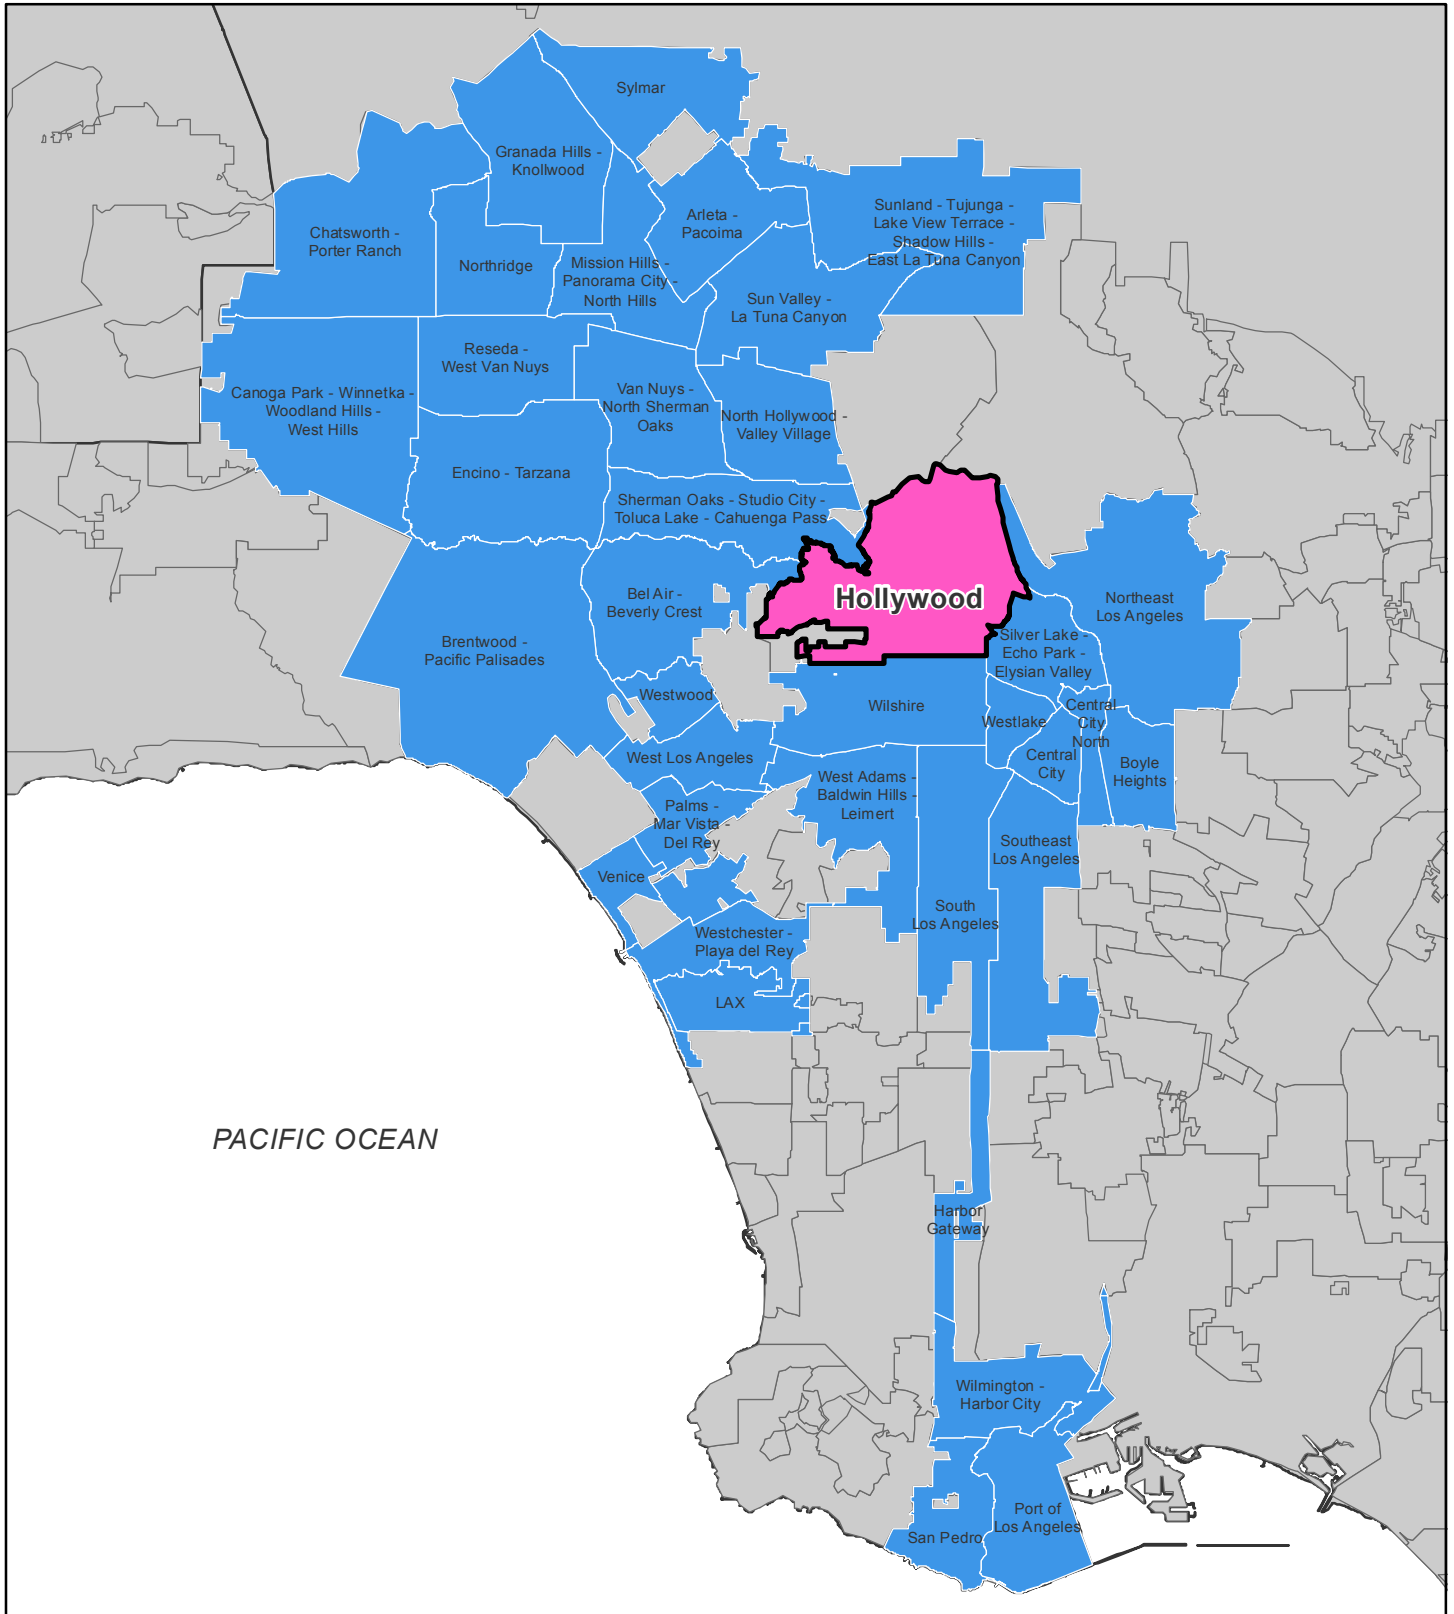 Sylmar
Granada Hills -
Knollwood
Chatsworth -
Porter Ranch
Northridge
Mission Hills -
Panorama City -
North Hills
Arleta -
Pacoima
Sunland - Tujunga -
Lake View Terrace -
Shadow Hills -
East La Tuna Canyon
Sun Valley -
La Tuna Canyon
Reseda -
West Van Nuys
Canoga Park - Winnetka -
Woodland Hills -
West Hills
Van Nuys -
North Sherman
Oaks
North Hollywood -
Valley Village
Encino - Tarzana
Sherman Oaks - Studio City -
Toluca Lake - Cahuenga Pass
Hollywood
Bel Air -
Beverly Crest
Northeast
Los Angeles
Brentwood -
Pacific Palisades
Silver Lake -
Echo Park -
Elysian Valley
Westwood
Wilshire
Westlake
Central
City
North
Central
City
Boyle
Heights
West Los Angeles
West Adams -
Baldwin Hills -
Leimert
Palms -
Mar Vista -
Del Rey
Southeast
Los Angeles
Venice
South
Los Angeles
Westchester -
Playa del Rey
LAX
PACIFIC OCEAN
Harbor
Gateway
Wilmington -
Harbor City
Port of
Los Angeles
San Pedro